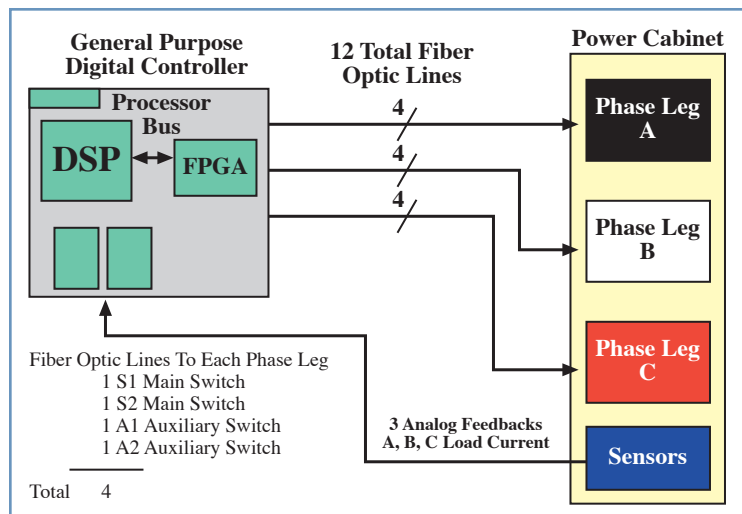 General Purpose
Digital Controller
12 Total Fiber
Optic Lines
Power Cabinet
Processor
Bus
DSP
FPGA
4
4
4
Phase Leg
A
Phase Leg
B
Phase Leg
C
Sensors
3 Analog Feedbacks
A, B, C Load Current
Fiber Optic Lines To Each Phase Leg
1 S1 Main Switch
1 S2 Main Switch
1 A1 Auxiliary Switch
1 A2 Auxiliary Switch
Total 4